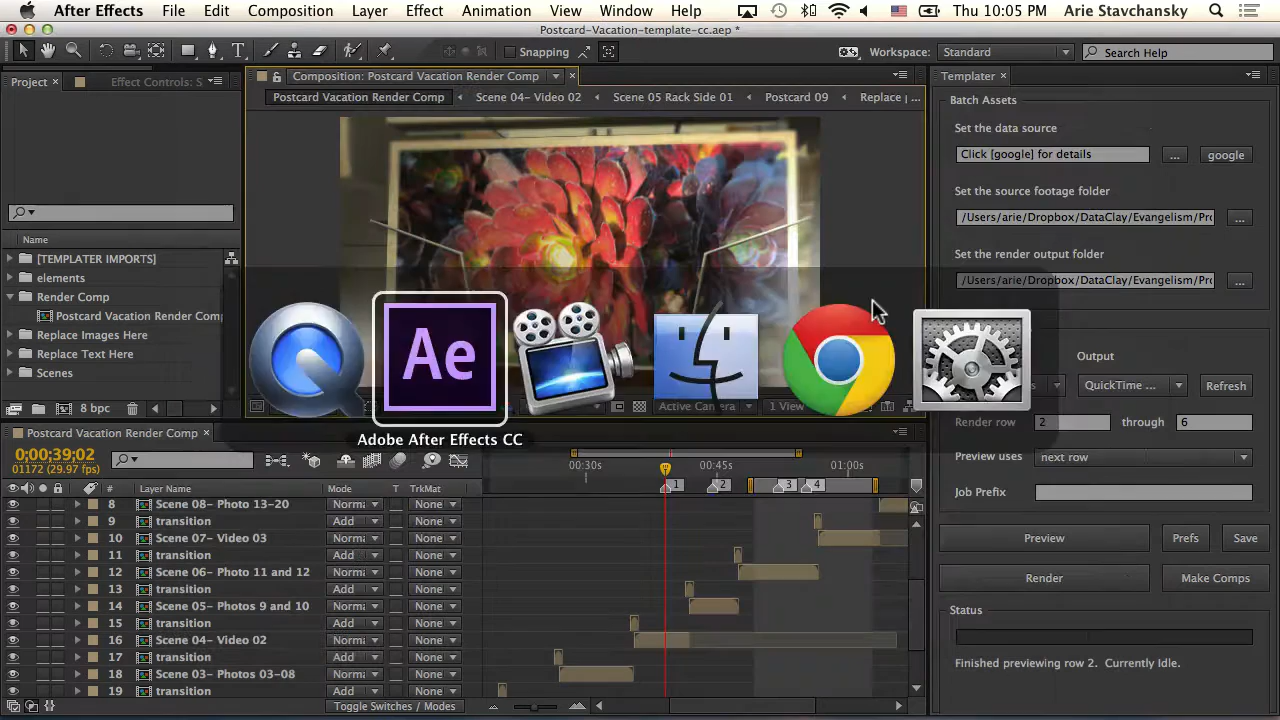 After Effects File Edit Composition Layer Effect Animation View Window Help Thu 10:05 PM Arie Stavchansky
Postcard-Vacation-template-cc.aep *
Snapping Workspace: Standard Search Help
Project Effect Controls: S Composition: Postcard Vacation Render Comp Templater
Postcard Vacation Render Comp Scene 04- Video 02 Scene 05 Rack Side 01 Postcard 09 Replace p ...
Batch Assets
Set the data source
Click [google] for details ... google
Set the source footage folder
/Users/arie/Dropbox/DataClay/Evangelism/Pro ...
Set the render output folder
/Users/arie/Dropbox/DataClay/Evangelism/Pro ...
Name
[TEMPLATER IMPORTS]
elements
Render Comp
Postcard Vacation Render Com
Replace Images Here
Replace Text Here
Scenes
8 bpc
Ae
Adobe After Effects CC
Active Camera 1 View
Output
QuickTime ... Refresh
Render row 2 through 6
Preview uses next row
Job Prefix
Preview Prefs Save
Render Make Comps
Status
Finished previewing row 2. Currently Idle.
Postcard Vacation Render Comp
0;00;39;02
01172 (29.97 fps)
00:30s 00:45s 01:00s
1 2 3 4
# Layer Name Mode T TrkMat
8 Scene 08- Photo 13-20 Norma None
9 transition Add None
10 Scene 07- Video 03 Norma None
11 transition Add None
12 Scene 06- Photo 11 and 12 Norma None
13 transition Add None
14 Scene 05- Photos 9 and 10 Norma None
15 transition Add None
16 Scene 04- Video 02 Norma None
17 transition Add None
18 Scene 03- Photos 03-08 Norma None
19 transition Add None
Toggle Switches / Modes